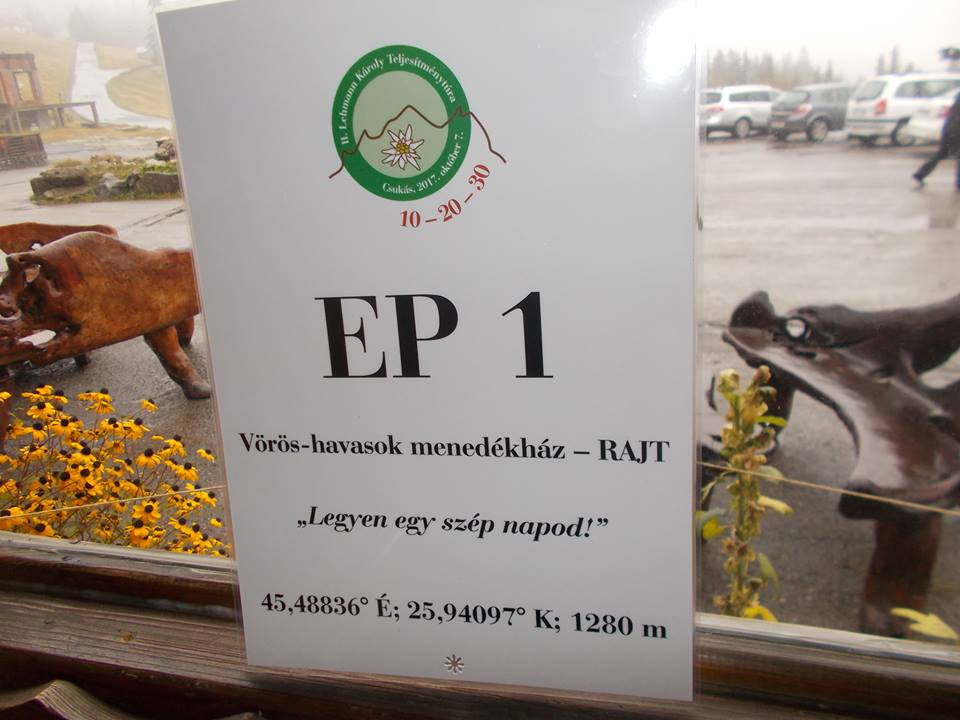 II. Lehmann Károly Teljesítménytúra
Csukás, 2017. október 7.
10 – 20 – 30
EP 1
Vörös-havasok menedékház – RAJT
„Legyen egy szép napod!”
45,48836° É; 25,94097° K; 1280 m